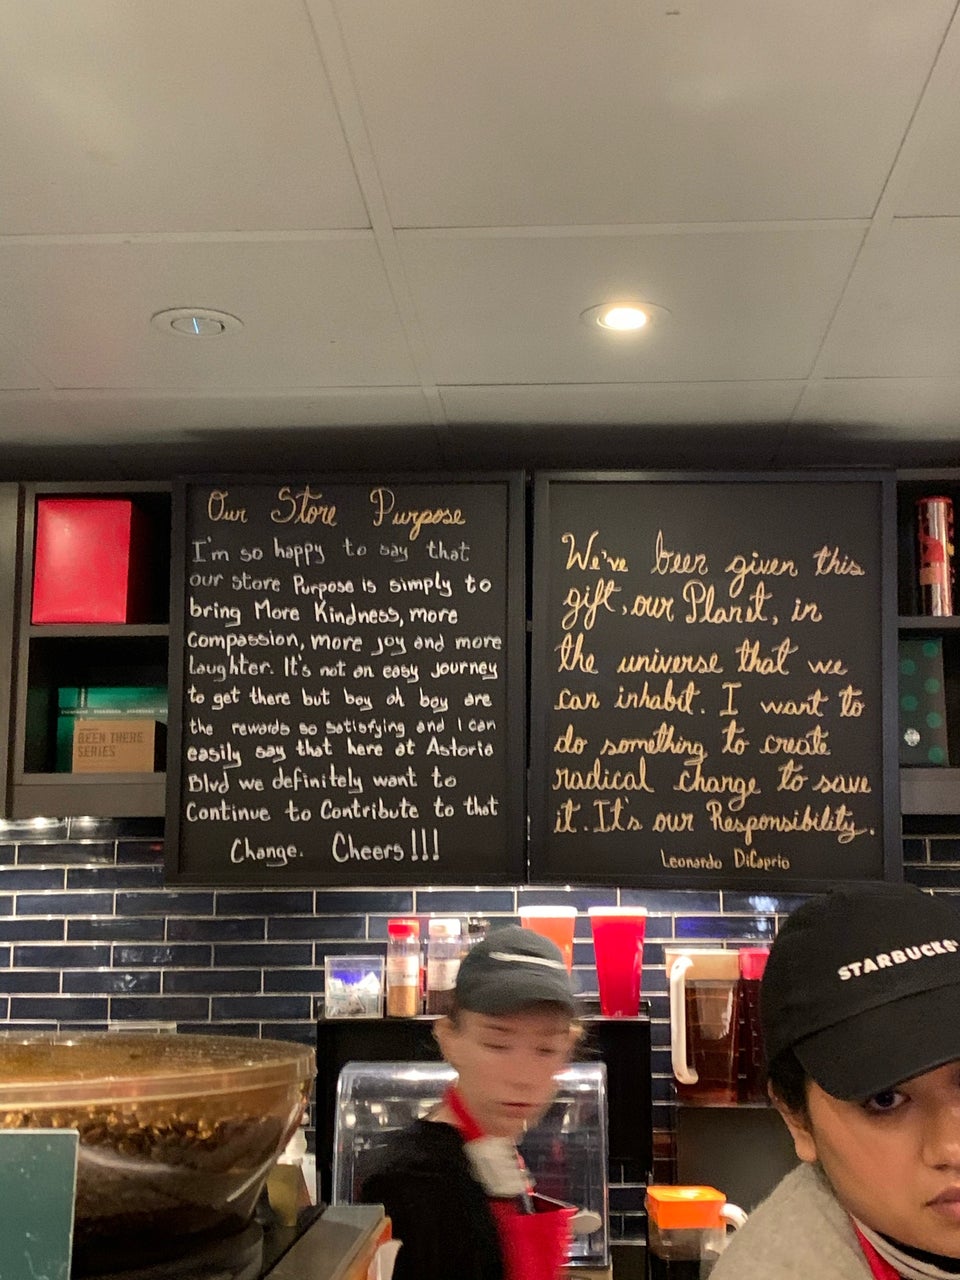 Our Store Purpose
I'm so happy to say that
our store Purpose is simply to
bring More Kindness, more
Compassion, more joy and more
laughter. It's not an easy journey
to get there but boy oh boy are
the rewards so satisfying and I can
easily say that here at Astoria
Blvd we definitely want to
Continue to Contribute to that
Change. Cheers!!!
We've been given this
gift, our Planet, in
the universe that we
can inhabit. I want to
do something to create
radical change to save
it. It's our Responsibility.
Leonardo DiCaprio
BEEN THERE
SERIES
STARBUCKS